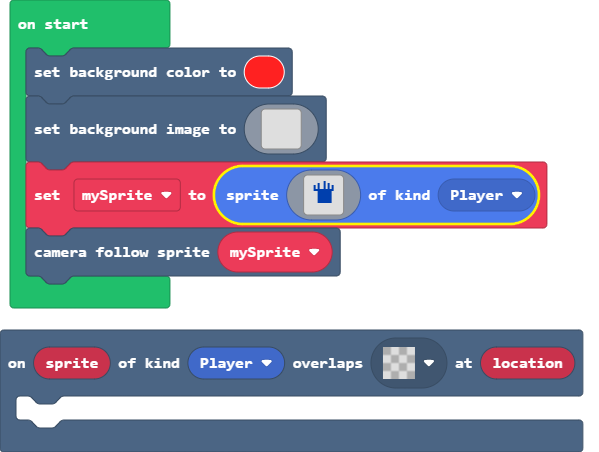 on start
set background color to
set background image to
set mySprite to sprite of kind Player
camera follow sprite mySprite
on sprite of kind Player overlaps at location